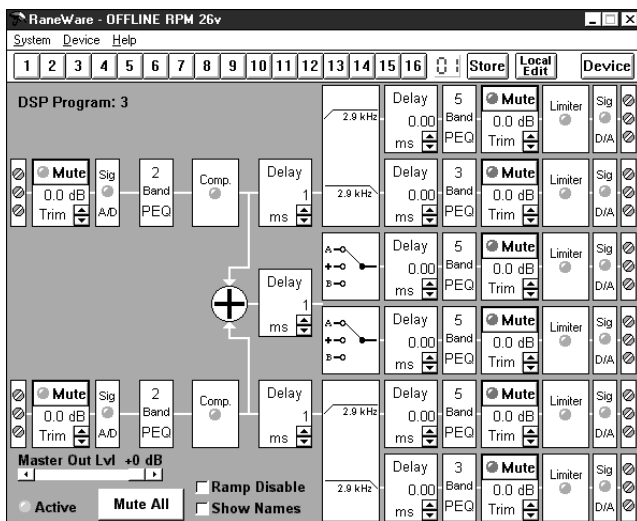 RaneWare - OFFLINE RPM 26v
System Device Help
1 2 3 4 5 6 7 8 9 10 11 12 13 14 15 16 01 Store Local Edit Device
DSP Program: 3
2.9 kHz
Delay 0.00 ms
5 Band PEQ
Mute 0.0 dB Trim
Limiter
Sig D/A
Mute 0.0 dB Trim
Sig A/D
2 Band PEQ
Comp.
Delay 1 ms
2.9 kHz
Delay 0.00 ms
3 Band PEQ
Mute 0.0 dB Trim
Limiter
Sig D/A
A
+
B
Delay 0.00 ms
5 Band PEQ
Mute 0.0 dB Trim
Limiter
Sig D/A
+
Delay 1 ms
A
+
B
Delay 0.00 ms
5 Band PEQ
Mute 0.0 dB Trim
Limiter
Sig D/A
Mute 0.0 dB Trim
Sig A/D
2 Band PEQ
Comp.
Delay 1 ms
2.9 kHz
Delay 0.00 ms
5 Band PEQ
Mute 0.0 dB Trim
Limiter
Sig D/A
2.9 kHz
Delay 0.00 ms
3 Band PEQ
Mute 0.0 dB Trim
Limiter
Sig D/A
Master Out Lvl +0 dB
Active
Mute All
Ramp Disable
Show Names